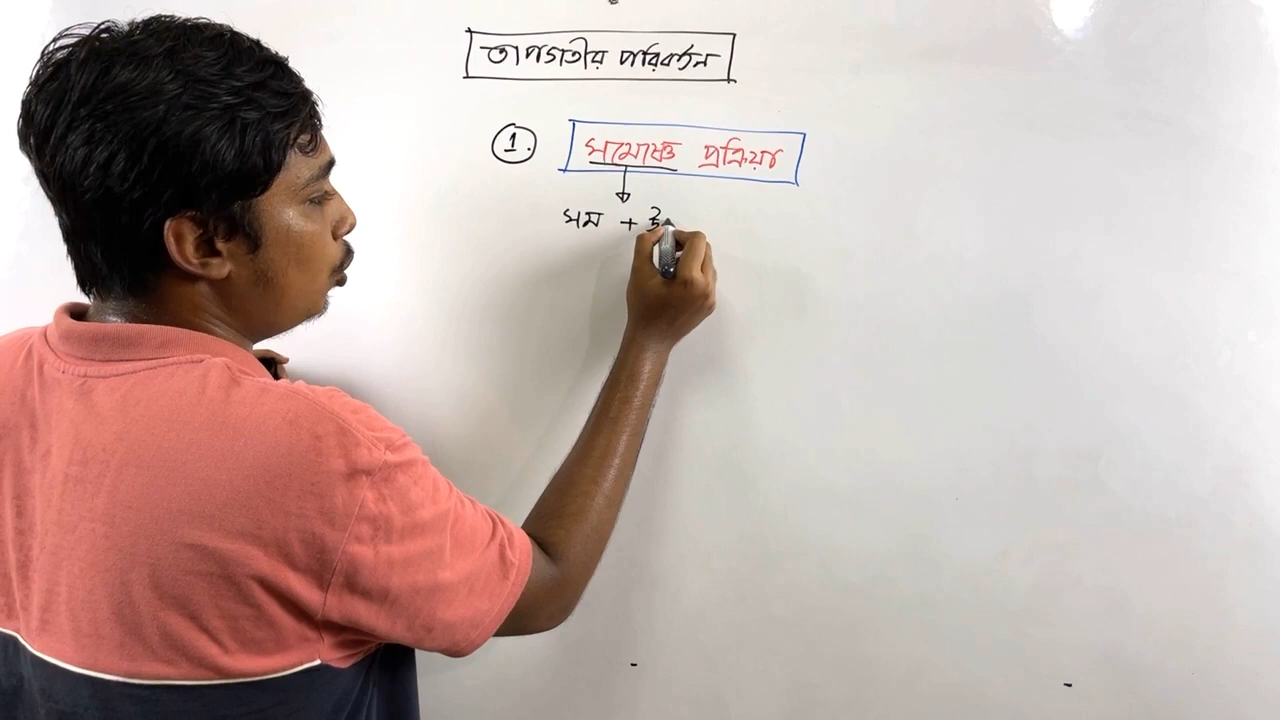 তাপগতীয় পরিবর্তন
1. সমোষ্ণ প্রক্রিয়া
সম + উ